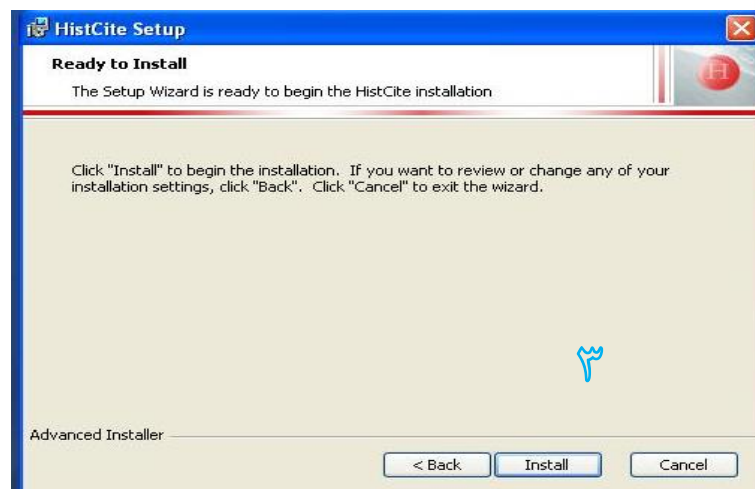 HistCite Setup
Ready to Install
The Setup Wizard is ready to begin the HistCite installation
H
Click "Install" to begin the installation. If you want to review or change any of your
installation settings, click "Back". Click "Cancel" to exit the wizard.
۳
Advanced Installer
< Back Install Cancel